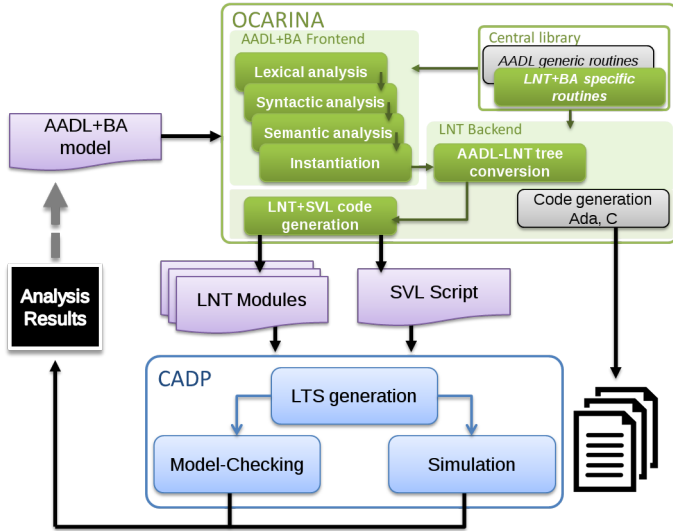 OCARINA
AADL+BA Frontend
Central library
AADL generic routines
LNT+BA specific
routines
Lexical analysis
Syntactic analysis
Semantic analysis
Instantiation
AADL+BA
model
LNT Backend
AADL-LNT tree
conversion
LNT+SVL code
generation
Code generation
Ada, C
Analysis
Results
LNT Modules
SVL Script
CADP
LTS generation
Model-Checking
Simulation